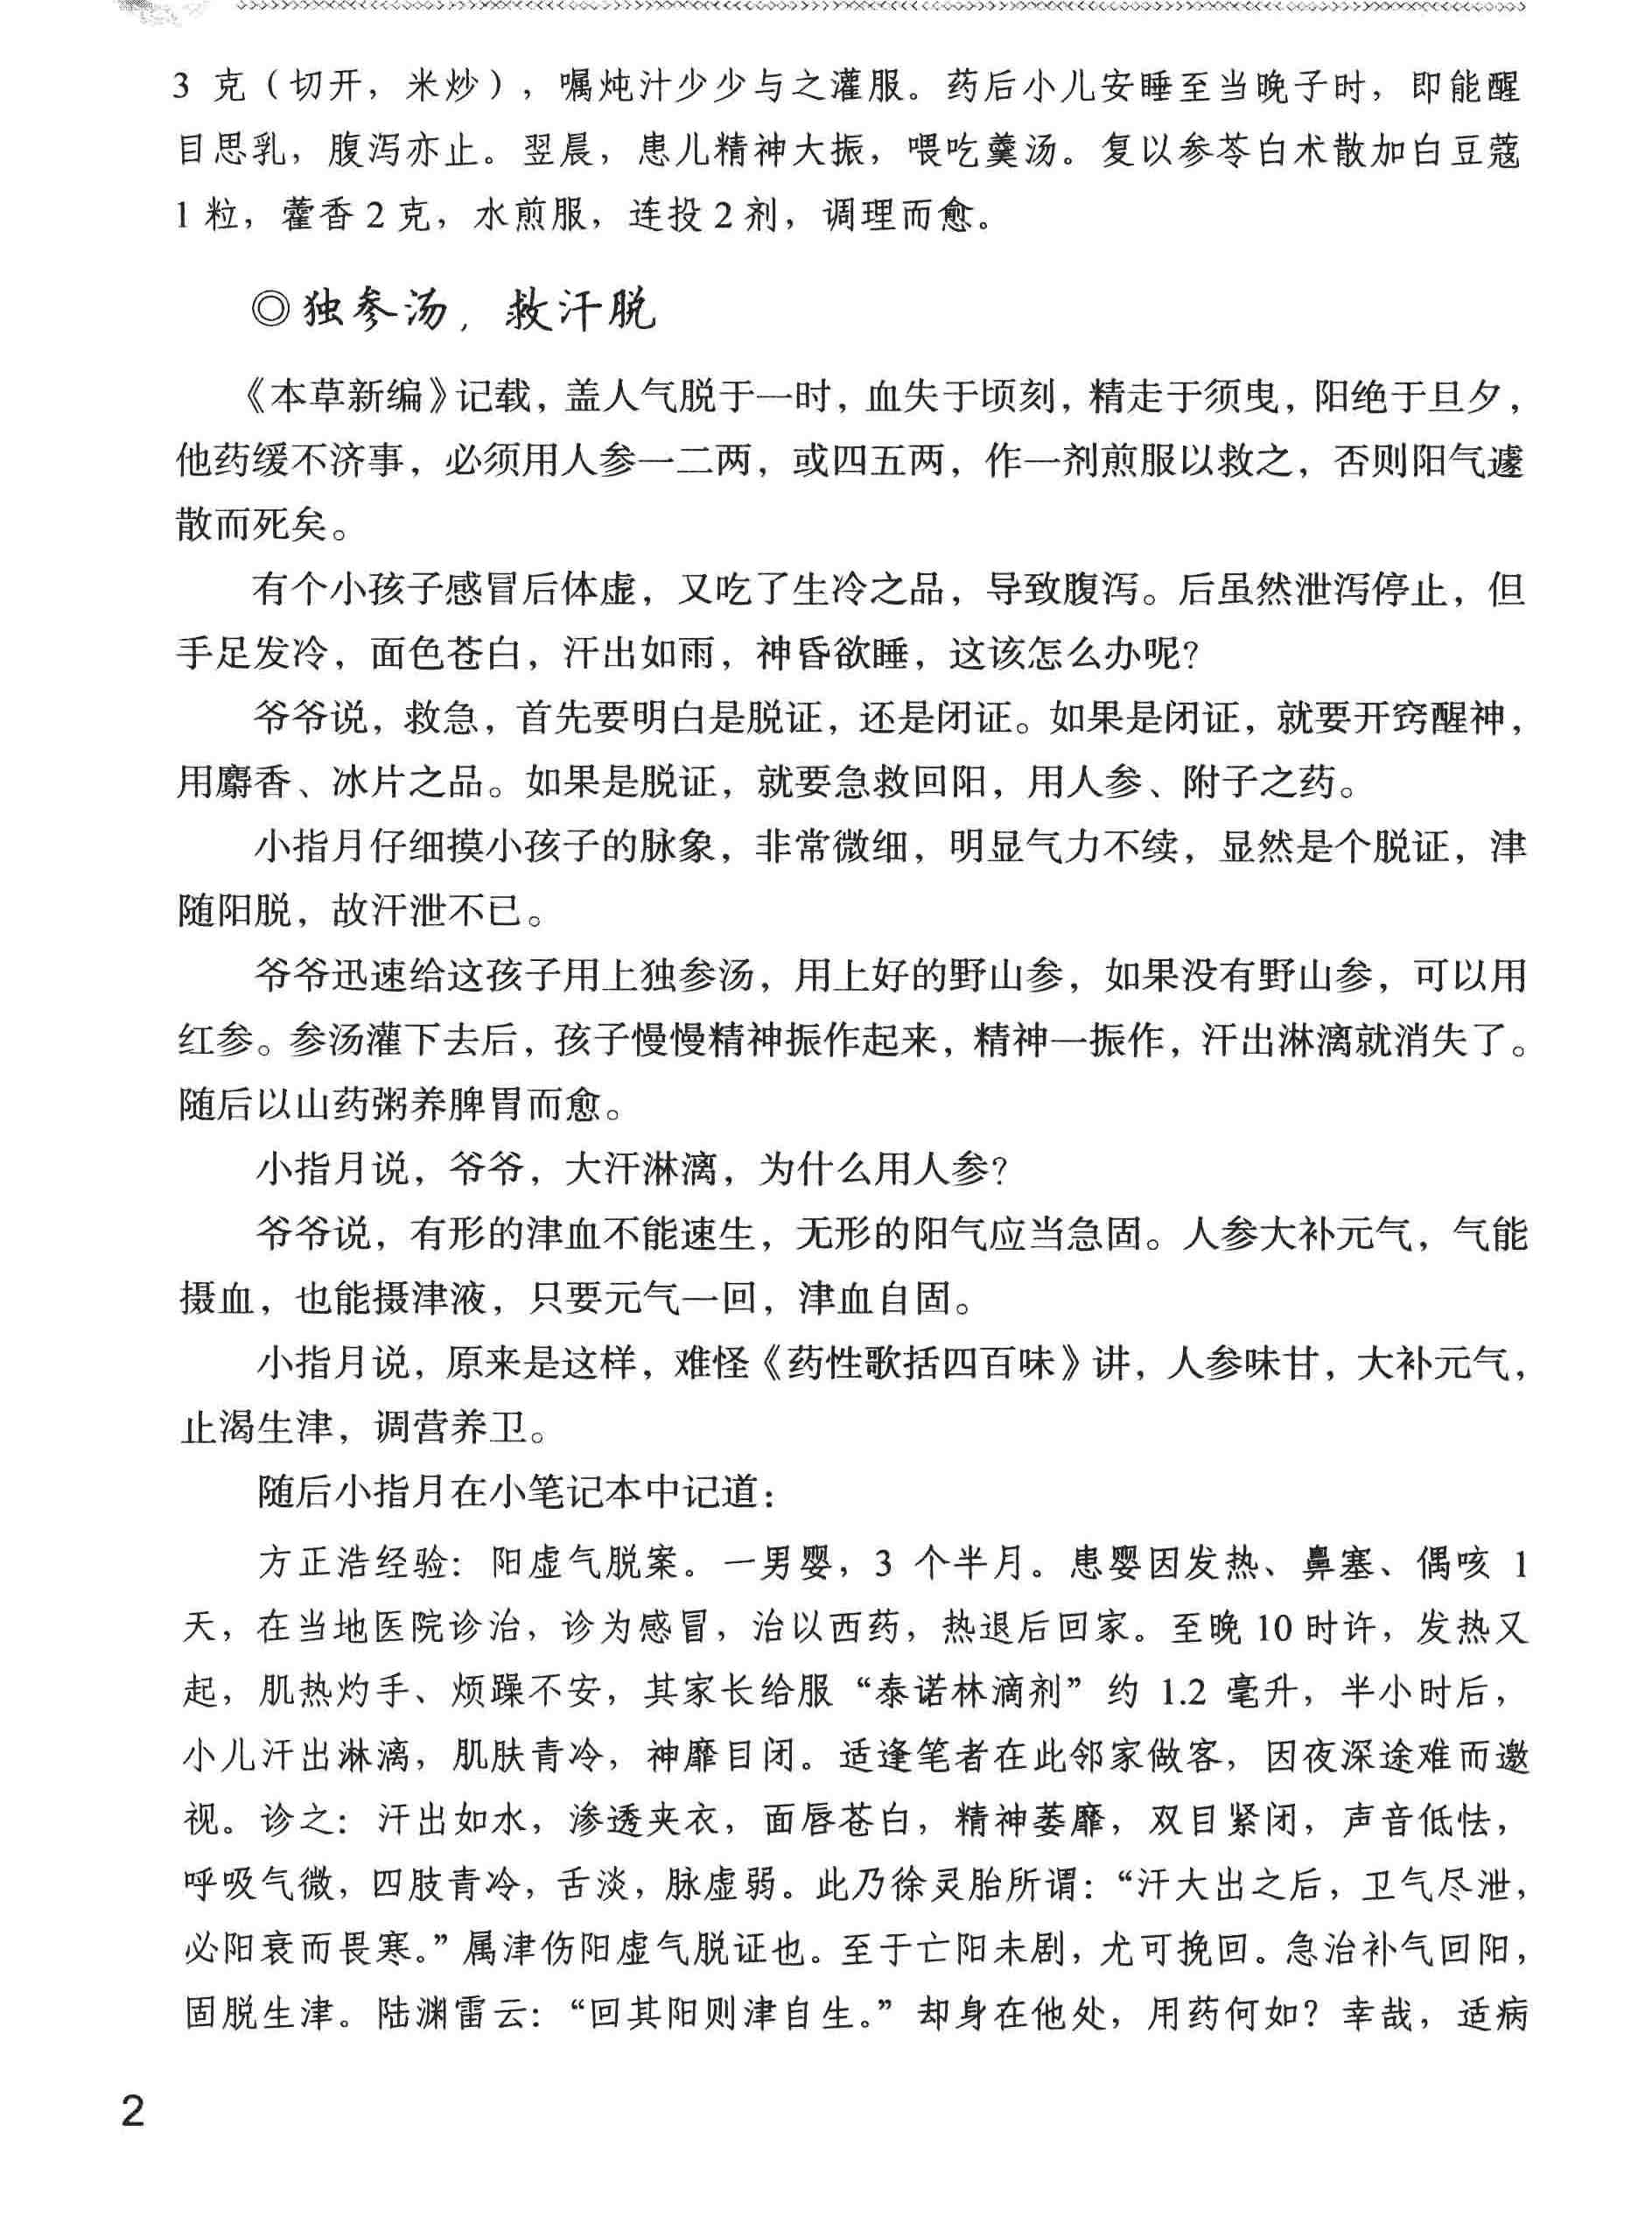 3 克（切开，米炒），嘱炖汁少少与之灌服。药后小儿安睡至当晚子时，即能醒
目思乳，腹泻亦止。翌晨，患儿精神大振，喂吃羹汤。复以参苓白术散加白豆蔻
1 粒，藿香 2 克，水煎服，连投 2 剂，调理而愈。
◎独参汤，救汗脱
《本草新编》记载，盖人气脱于一时，血失于顷刻，精走于须臾，阳绝于旦夕，
他药缓不济事，必须用人参一二两，或四五两，作一剂煎服以救之，否则阳气遽
散而死矣。
有个小孩子感冒后体虚，又吃了生冷之品，导致腹泻。后虽然泄泻停止，但
手足发冷，面色苍白，汗出如雨，神昏欲睡，这该怎么办呢？
爷爷说，救急，首先要明白是脱证，还是闭证。如果是闭证，就要开窍醒神，
用麝香、冰片之品。如果是脱证，就要急救回阳，用人参、附子之药。
小指月仔细摸小孩子的脉象，非常微细，明显气力不续，显然是个脱证，津
随阳脱，故汗泄不已。
爷爷迅速给这孩子用上独参汤，用上好的野山参，如果没有野山参，可以用
红参。参汤灌下去后，孩子慢慢精神振作起来，精神一振作，汗出淋漓就消失了。
随后以山药粥养脾胃而愈。
小指月说，爷爷，大汗淋漓，为什么用人参？
爷爷说，有形的津血不能速生，无形的阳气应当急固。人参大补元气，气能
摄血，也能摄津液，只要元气一回，津血自固。
小指月说，原来是这样，难怪《药性歌括四百味》讲，人参味甘，大补元气，
止渴生津，调营养卫。
随后小指月在小笔记本中记道：
方正浩经验：阳虚气脱案。一男婴，3 个半月。患婴因发热、鼻塞、偶咳 1
天，在当地医院诊治，诊为感冒，治以西药，热退后回家。至晚 10 时许，发热又
起，肌热灼手、烦躁不安，其家长给服“泰诺林滴剂”约 1.2 毫升，半小时后，
小儿汗出淋漓，肌肤青冷，神靡目闭。适逢笔者在此邻家做客，因夜深途难而邀
视。诊之：汗出如水，渗透夹衣，面唇苍白，精神萎靡，双目紧闭，声音低怯，
呼吸气微，四肢青冷，舌淡，脉虚弱。此乃徐灵胎所谓：“汗大出之后，卫气尽泄，
必阳衰而畏寒。”属津伤阳虚气脱证也。至于亡阳未剧，尤可挽回。急治补气回阳，
固脱生津。陆渊雷云：“回其阳则津自生。”却身在他处，用药何如？幸哉，适病
2